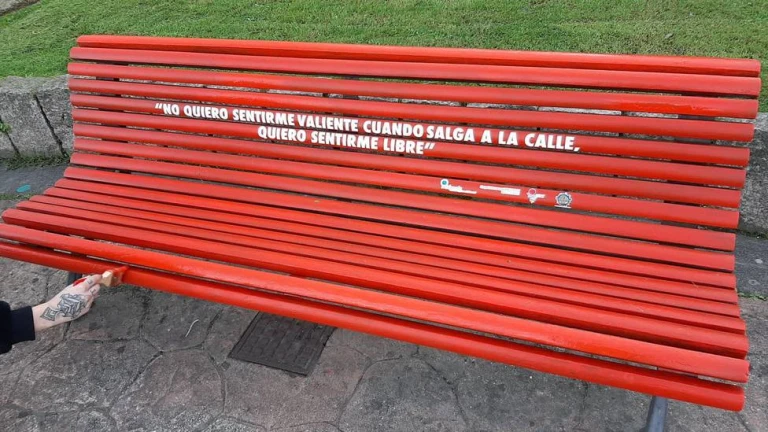 “NO QUIERO SENTIRME VALIENTE CUANDO SALGA A LA CALLE,
QUIERO SENTIRME LIBRE”